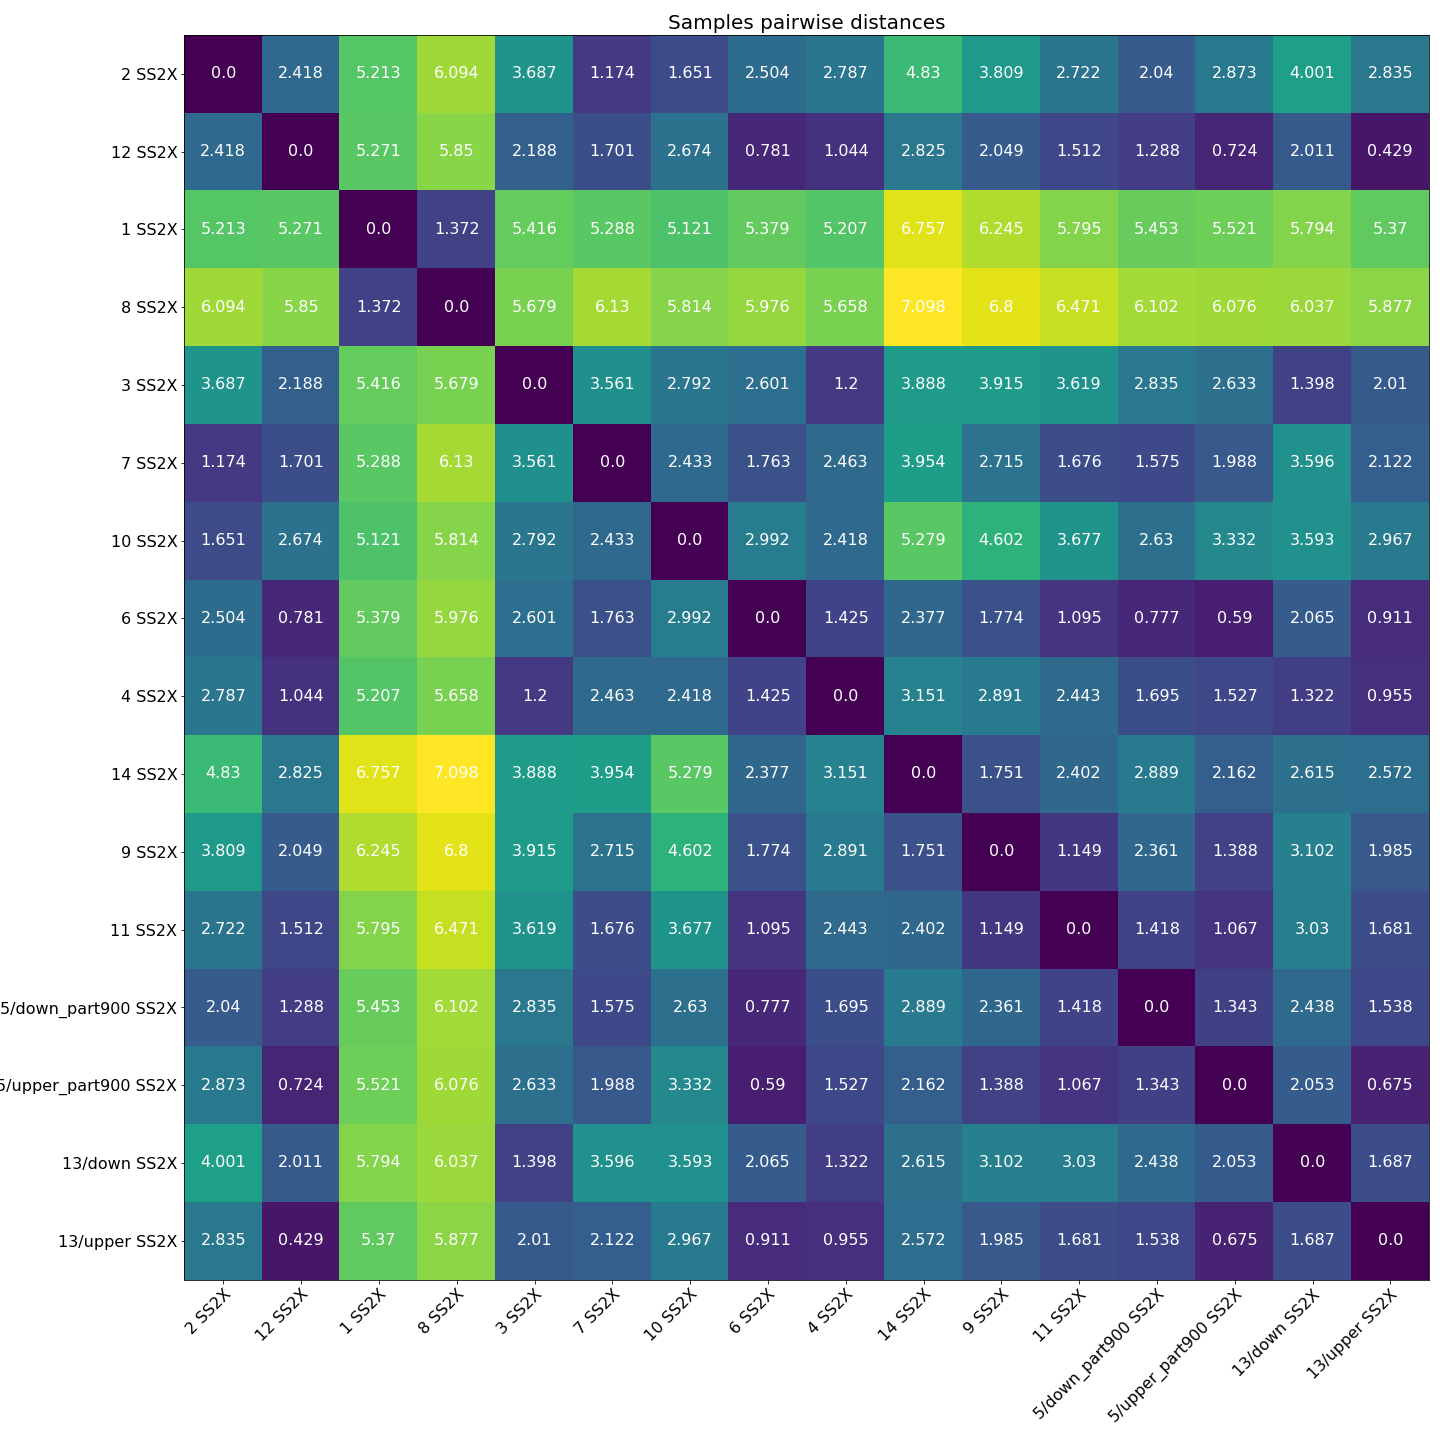 Samples pairwise distances
2 SS2X 0.0 2.418 5.213 6.094 3.687 1.174 1.651 2.504 2.787 4.83 3.809 2.722 2.04 2.873 4.001 2.835
12 SS2X 2.418 0.0 5.271 5.85 2.188 1.701 2.674 0.781 1.044 2.825 2.049 1.512 1.288 0.724 2.011 0.429
1 SS2X 5.213 5.271 0.0 1.372 5.416 5.288 5.121 5.379 5.207 6.757 6.245 5.795 5.453 5.521 5.794 5.37
8 SS2X 6.094 5.85 1.372 0.0 5.679 6.13 5.814 5.976 5.658 7.098 6.8 6.471 6.102 6.076 6.037 5.877
3 SS2X 3.687 2.188 5.416 5.679 0.0 3.561 2.792 2.601 1.2 3.888 3.915 3.619 2.835 2.633 1.398 2.01
7 SS2X 1.174 1.701 5.288 6.13 3.561 0.0 2.433 1.763 2.463 3.954 2.715 1.676 1.575 1.988 3.596 2.122
10 SS2X 1.651 2.674 5.121 5.814 2.792 2.433 0.0 2.992 2.418 5.279 4.602 3.677 2.63 3.332 3.593 2.967
6 SS2X 2.504 0.781 5.379 5.976 2.601 1.763 2.992 0.0 1.425 2.377 1.774 1.095 0.777 0.59 2.065 0.911
4 SS2X 2.787 1.044 5.207 5.658 1.2 2.463 2.418 1.425 0.0 3.151 2.891 2.443 1.695 1.527 1.322 0.955
14 SS2X 4.83 2.825 6.757 7.098 3.888 3.954 5.279 2.377 3.151 0.0 1.751 2.402 2.889 2.162 2.615 2.572
9 SS2X 3.809 2.049 6.245 6.8 3.915 2.715 4.602 1.774 2.891 1.751 0.0 1.149 2.361 1.388 3.102 1.985
11 SS2X 2.722 1.512 5.795 6.471 3.619 1.676 3.677 1.095 2.443 2.402 1.149 0.0 1.418 1.067 3.03 1.681
5/down_part900 SS2X 2.04 1.288 5.453 6.102 2.835 1.575 2.63 0.777 1.695 2.889 2.361 1.418 0.0 1.343 2.438 1.538
5/upper_part900 SS2X 2.873 0.724 5.521 6.076 2.633 1.988 3.332 0.59 1.527 2.162 1.388 1.067 1.343 0.0 2.053 0.675
13/down SS2X 4.001 2.011 5.794 6.037 1.398 3.596 3.593 2.065 1.322 2.615 3.102 3.03 2.438 2.053 0.0 1.687
13/upper SS2X 2.835 0.429 5.37 5.877 2.01 2.122 2.967 0.911 0.955 2.572 1.985 1.681 1.538 0.675 1.687 0.0
2 SS2X 12 SS2X 1 SS2X 8 SS2X 3 SS2X 7 SS2X 10 SS2X 6 SS2X 4 SS2X 14 SS2X 9 SS2X 11 SS2X 5/down_part900 SS2X 5/upper_part900 SS2X 13/down SS2X 13/upper SS2X